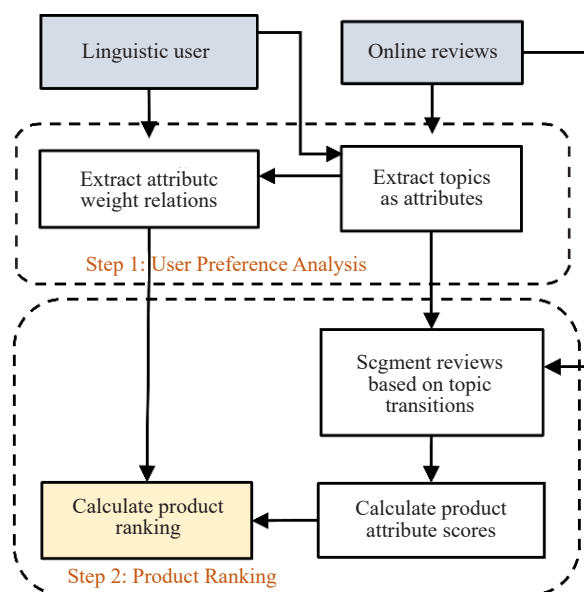 Linguistic user
Online reviews
Extract attributc
weight relations
Extract topics
as attributes
Step 1: User Preference Analysis
Scgment reviews
based on topic
transitions
Calculate product
ranking
Calculate product
attribute scores
Step 2: Product Ranking